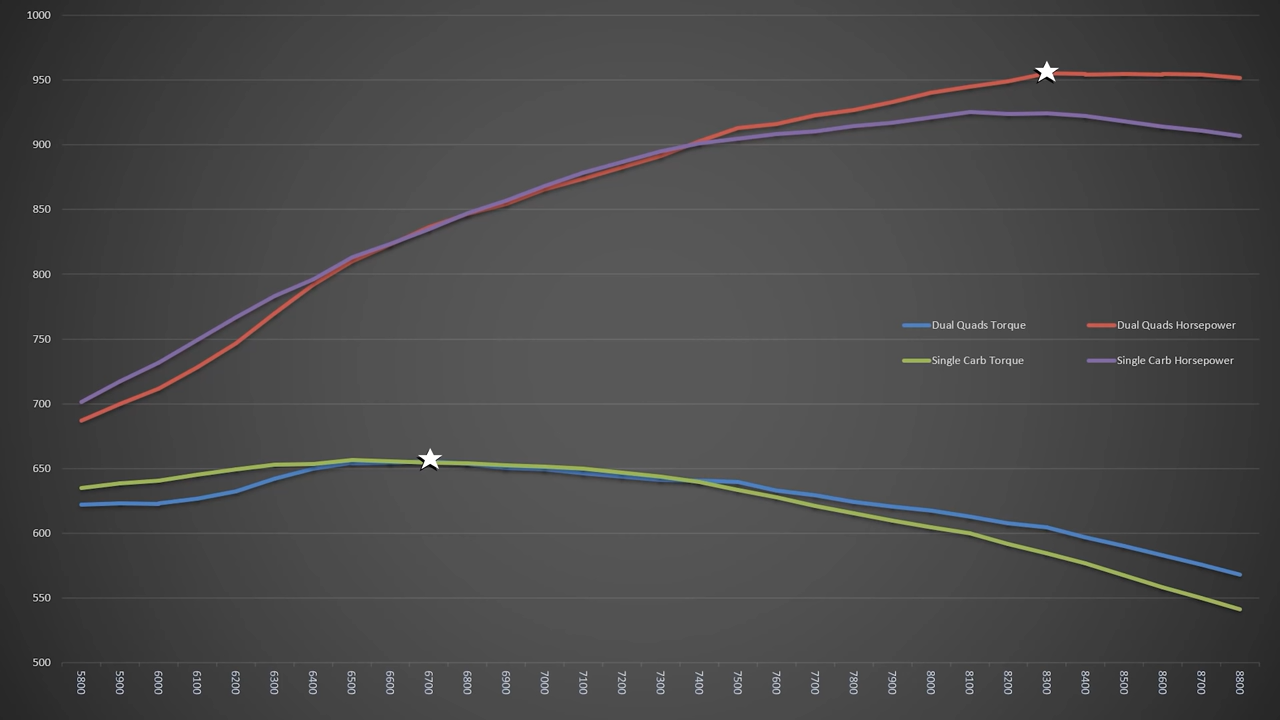 1000
950
900
850
800
750
700
650
600
550
500
Dual Quads Torque
Dual Quads Horsepower
Single Carb Torque
Single Carb Horsepower
5800 5900 6000 6100 6200 6300 6400 6500 6600 6700 6800 6900 7000 7100 7200 7300 7400 7500 7600 7700 7800 7900 8000 8100 8200 8300 8400 8500 8600 8700 8800